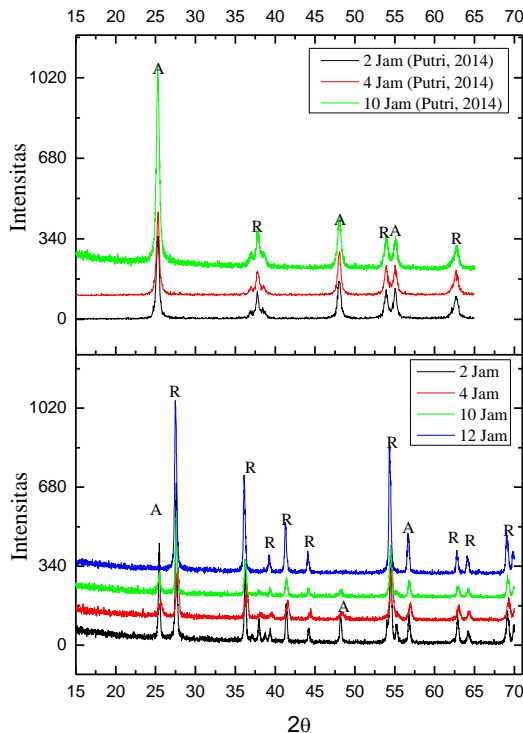 15 20 25 30 35 40 45 50 55 60 65 70
1020
680
340
0
Intensitas
2 Jam (Putri, 2014)
4 Jam (Putri, 2014)
10 Jam (Putri, 2014)
A
R
A
R
A
R
1020
680
340
0
Intensitas
2 Jam
4 Jam
10 Jam
12 Jam
A
R
R
R
R
R
A
R
A
R
R
R
15 20 25 30 35 40 45 50 55 60 65 70
2θ